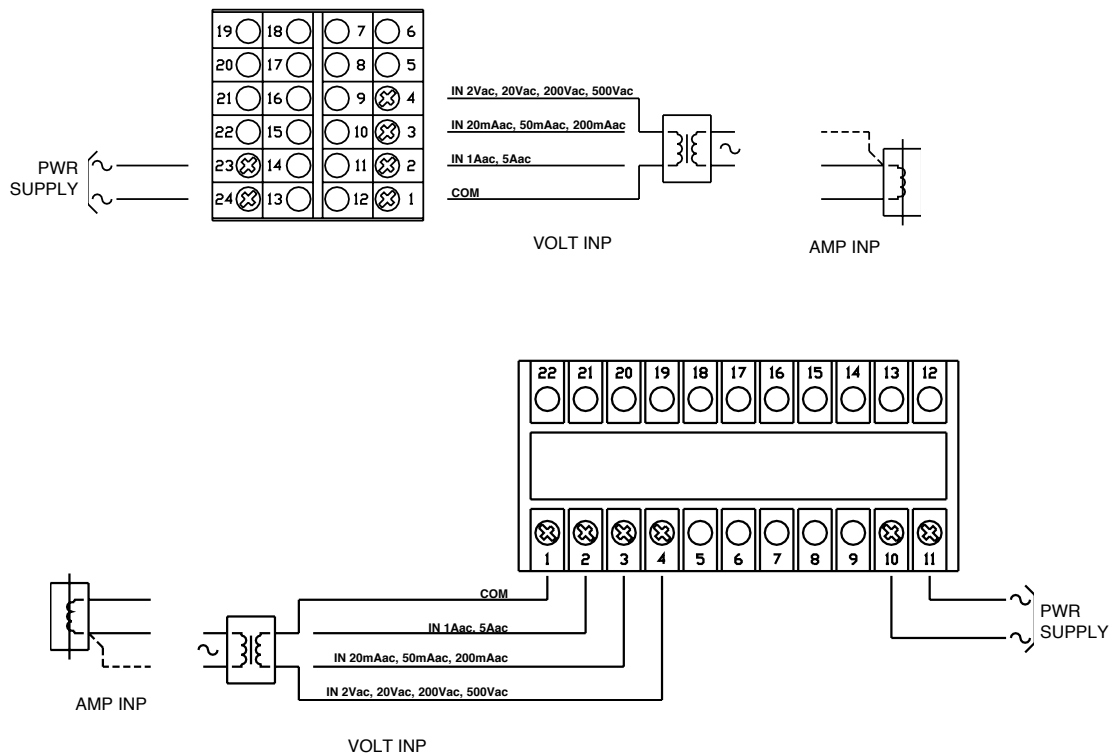 19 18 7 6
20 17 8 5
21 16 9 4
22 15 10 3
23 14 11 2
24 13 12 1
PWR
SUPPLY
IN 2Vac, 20Vac, 200Vac, 500Vac
IN 20mAac, 50mAac, 200mAac
IN 1Aac, 5Aac
COM
VOLT INP
AMP INP
22 21 20 19 18 17 16 15 14 13 12
1 2 3 4 5 6 7 8 9 10 11
COM
IN 1Aac, 5Aac
IN 20mAac, 50mAac, 200mAac
IN 2Vac, 20Vac, 200Vac, 500Vac
PWR
SUPPLY
AMP INP
VOLT INP